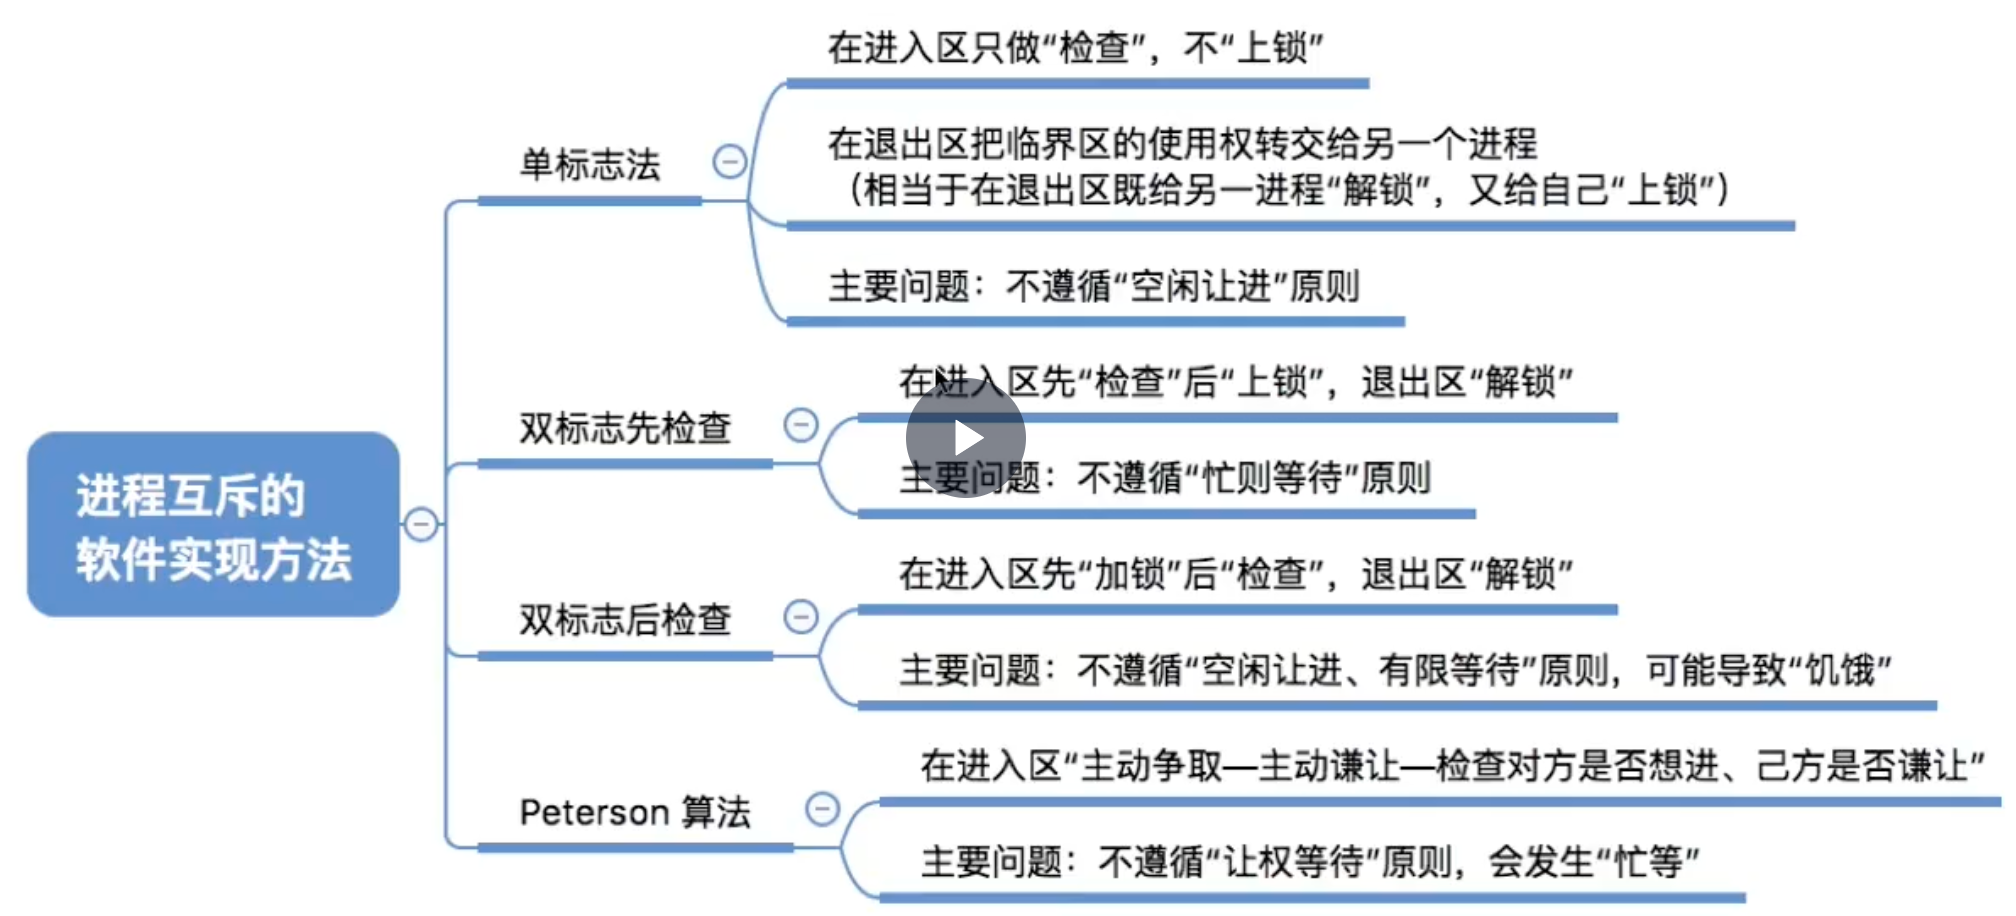 在进入区只做“检查”，不“上锁”
在退出区把临界区的使用权转交给另一个进程
（相当于在退出区既给另一进程“解锁”，又给自己“上锁”）
单标志法
主要问题：不遵循“空闲让进”原则
在进入区先“检查”后“上锁”，退出区“解锁”
双标志先检查
主要问题：不遵循“忙则等待”原则
进程互斥的
软件实现方法
在进入区先“加锁”后“检查”，退出区“解锁”
双标志后检查
主要问题：不遵循“空闲让进、有限等待”原则，可能导致“饥饿”
在进入区“主动争取—主动谦让—检查对方是否想进、己方是否谦让”
Peterson 算法
主要问题：不遵循“让权等待”原则，会发生“忙等”